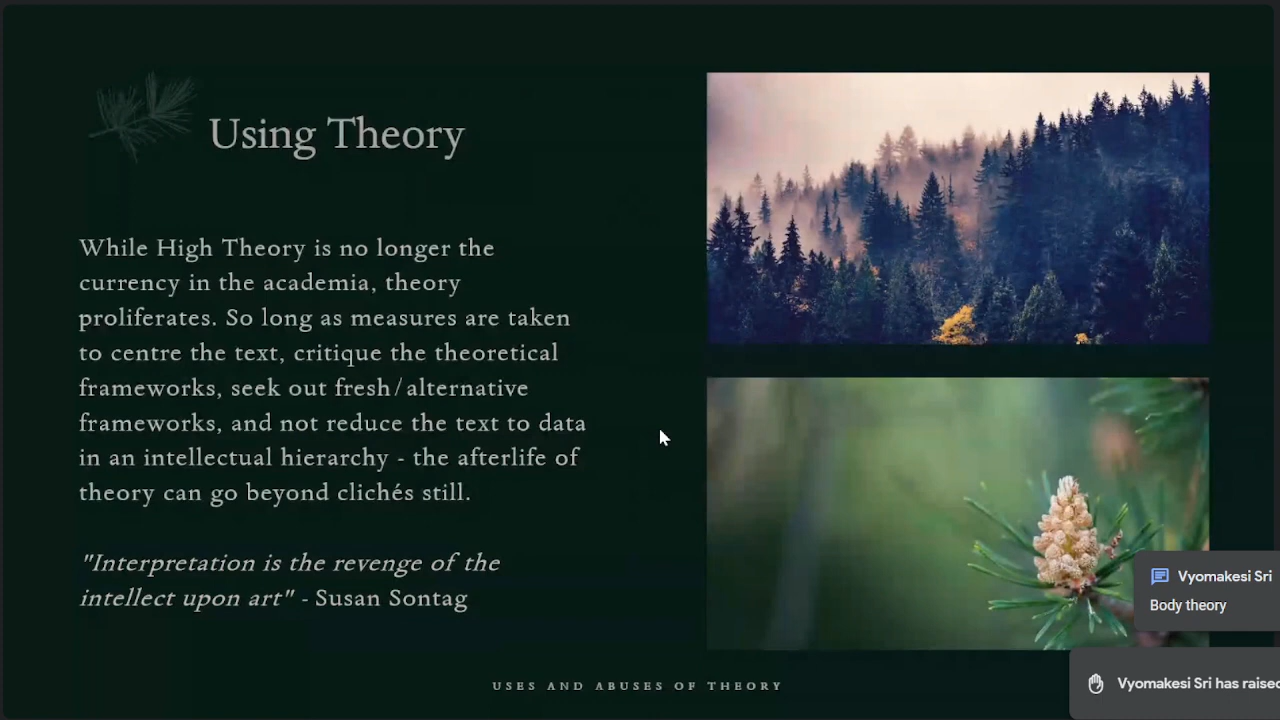 Using Theory
While High Theory is no longer the
currency in the academia, theory
proliferates. So long as measures are taken
to centre the text, critique the theoretical
frameworks, seek out fresh/alternative
frameworks, and not reduce the text to data
in an intellectual hierarchy - the afterlife of
theory can go beyond clichés still.
"Interpretation is the revenge of the
intellect upon art" - Susan Sontag
Vyomakesi Sri
Body theory
Vyomakesi Sri has raised
USES AND ABUSES OF THEORY